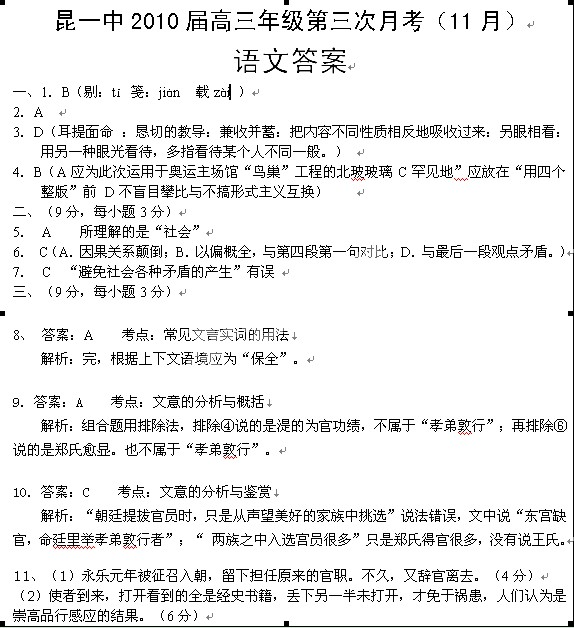 昆一中2010届高三年级第三次月考（11月）
语文答案
一、1．B（剔：tī 笺：jiān 载zǎi ）
2．A
3．D（耳提面命 ：恳切的教导；兼收并蓄：把内容不同性质相反地吸收过来；另眼相看：
用另一种眼光看待，多指看待某个人不同一般。）
4．B（A应为此次运用于奥运主场馆“鸟巢”工程的北玻玻璃 C罕见地”应放在“用四个
整版”前 D不盲目攀比与不搞形式主义互换）
二、（9分，每小题3分）
5． A 所理解的是“社会”
6． C（A．因果关系颠倒；B．以偏概全，与第四段第一句对比；D．与最后一段观点矛盾。）
7． C “避免社会各种矛盾的产生”有误
三、（9分，每小题3分）
8、 答案：A 考点：常见文言实词的用法
解析：完，根据上下文语境应为“保全”。
9．答案：A 考点：文意的分析与概括
解析：组合题用排除法，排除④说的是湜的为官功绩，不属于“孝弟敦行”；再排除⑥
说的是郑氏愈显。也不属于“孝弟敦行”。
10．答案：C 考点：文意的分析与鉴赏
解析：“朝廷提拔官员时，只是从声望美好的家族中挑选”说法错误，文中说“东宫缺
官，命廷里举孝弟敦行者”；“ 两族之中入选宫员很多”只是郑氏得官很多，没有说王氏。
11、（1）永乐元年被征召入朝，留下担任原来的官职。不久，又辞官离去。（4分）
（2）使者到来，打开看到的全是经史书籍，丢下另一半未打开，才免于祸患，人们认为是
崇高品行感应的结果。（6分）